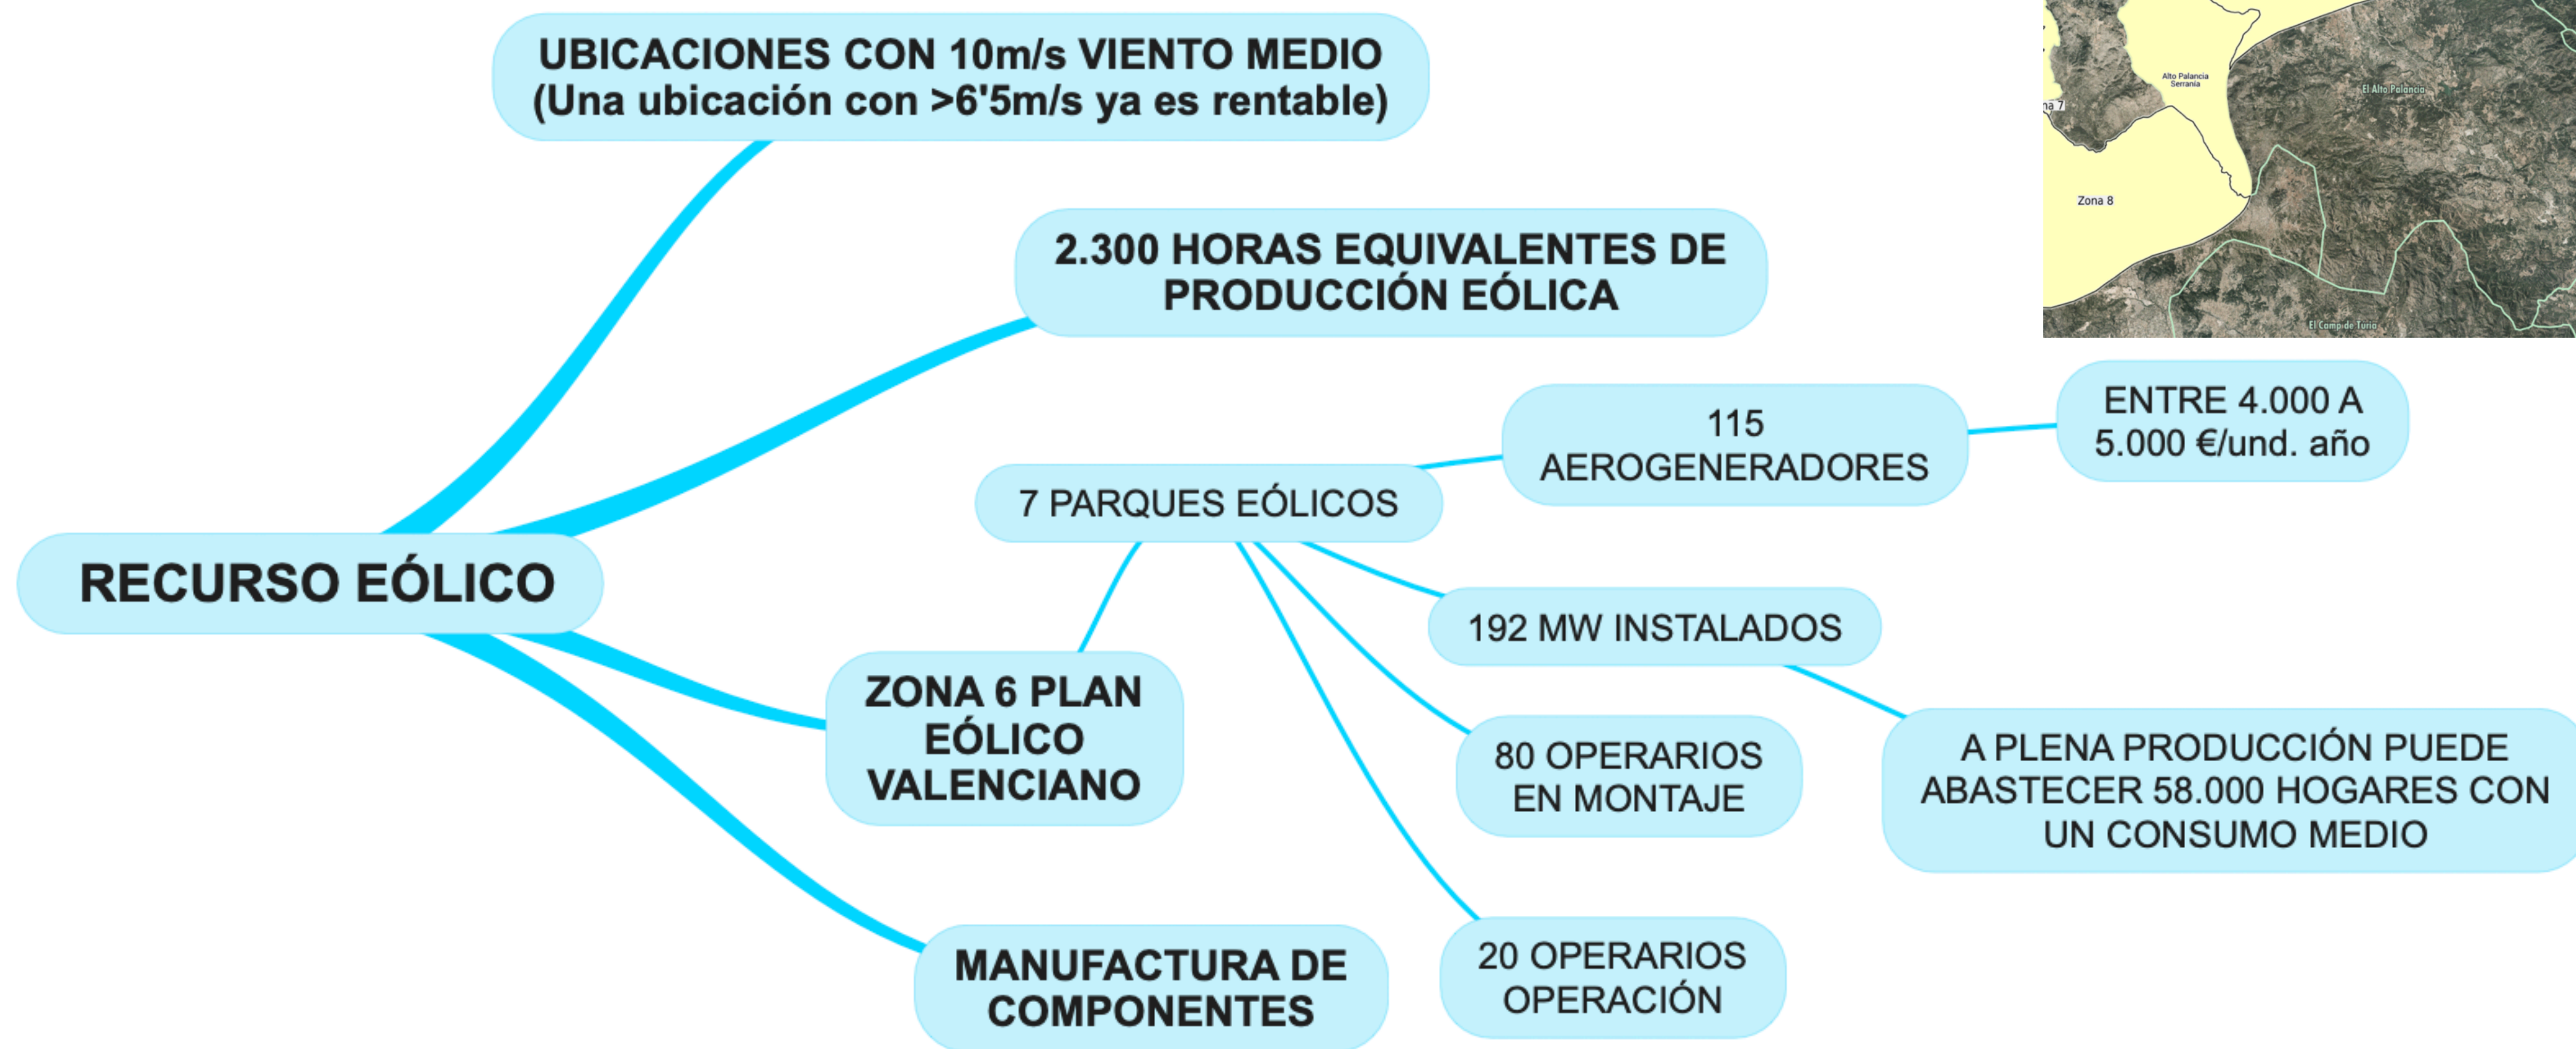 UBICACIONES CON 10m/s VIENTO MEDIO
(Una ubicación con >6'5m/s ya es rentable)
Alto Palancia
Serrania
El Alto Palancia
na 7
Zona 8
El Camp de Turia
2.300 HORAS EQUIVALENTES DE
PRODUCCIÓN EÓLICA
115
AEROGENERADORES
ENTRE 4.000 A
5.000 €/und. año
7 PARQUES EÓLICOS
RECURSO EÓLICO
192 MW INSTALADOS
ZONA 6 PLAN
EÓLICO
VALENCIANO
80 OPERARIOS
EN MONTAJE
A PLENA PRODUCCIÓN PUEDE
ABASTECER 58.000 HOGARES CON
UN CONSUMO MEDIO
MANUFACTURA DE
COMPONENTES
20 OPERARIOS
OPERACIÓN